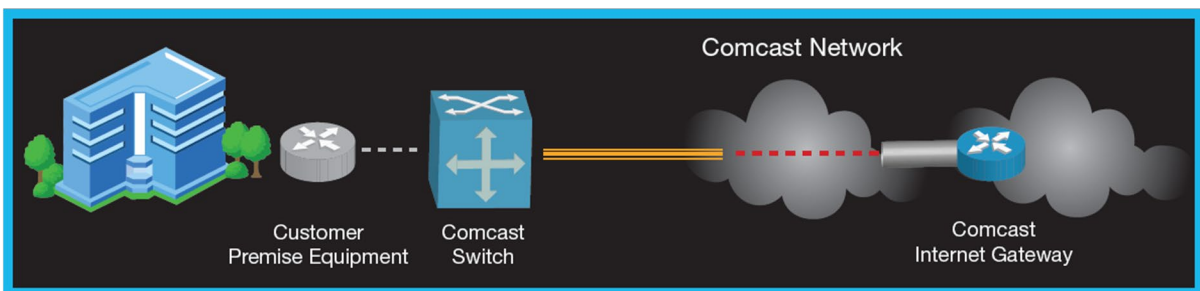 Comcast Network
Customer
Premise Equipment
Comcast
Switch
Comcast
Internet Gateway